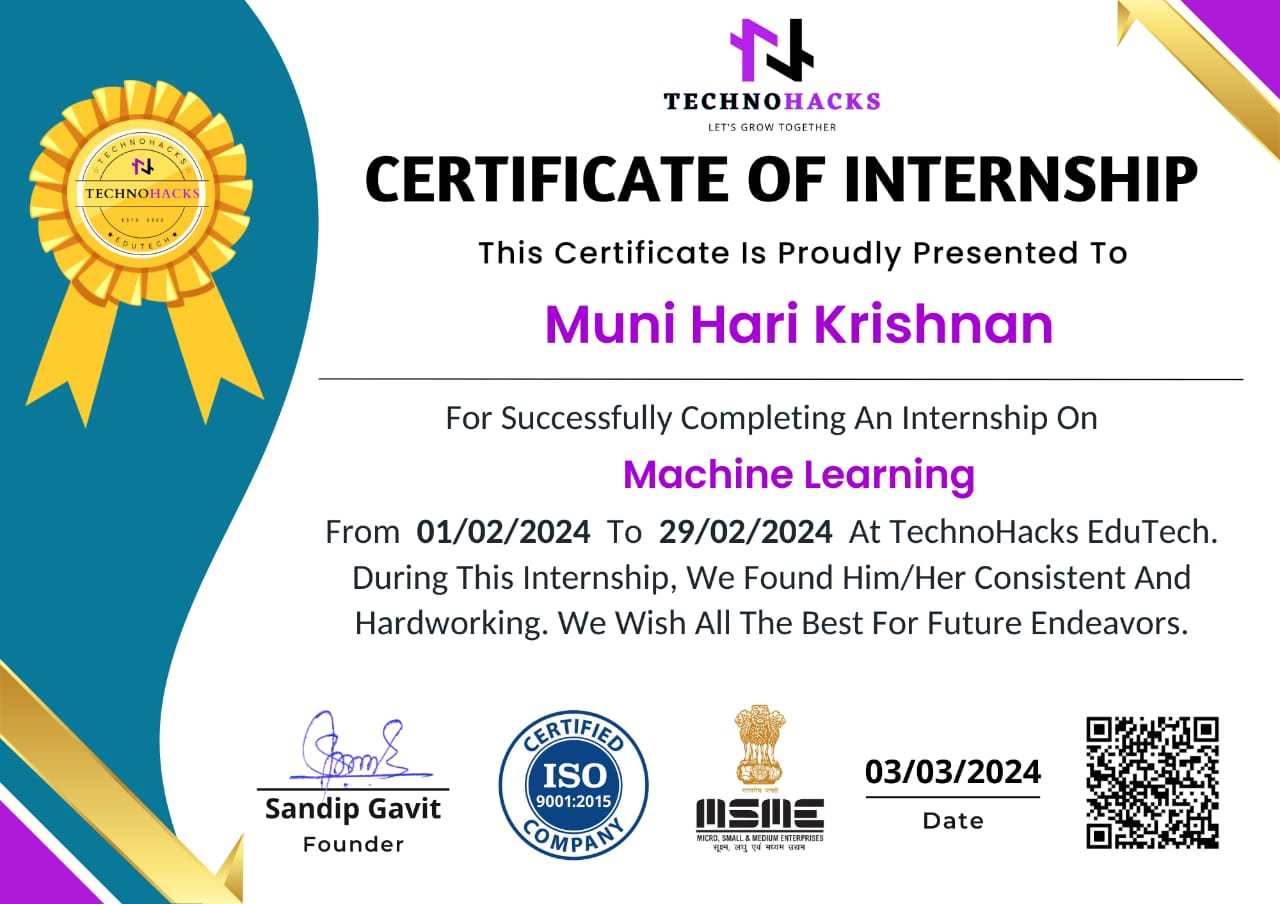 TECHNOHACKS
LET'S GROW TOGETHER
CERTIFICATE OF INTERNSHIP
This Certificate Is Proudly Presented To
Muni Hari Krishnan
For Successfully Completing An Internship On
Machine Learning
From 01/02/2024 To 29/02/2024 At TechnoHacks EduTech.
During This Internship, We Found Him/Her Consistent And
Hardworking. We Wish All The Best For Future Endeavors.
TECHNOHACKS
TECHNOHACKS
ESTD 2022
EDUTECH
Sandip Gavit
Founder
CERTIFIED
ISO
9001:2015
COMPANY
सत्यमेव जयते
MSME
MICRO, SMALL & MEDIUM ENTERPRISES
सूक्ष्म, लघु एवं मध्यम उद्यम
03/03/2024
Date